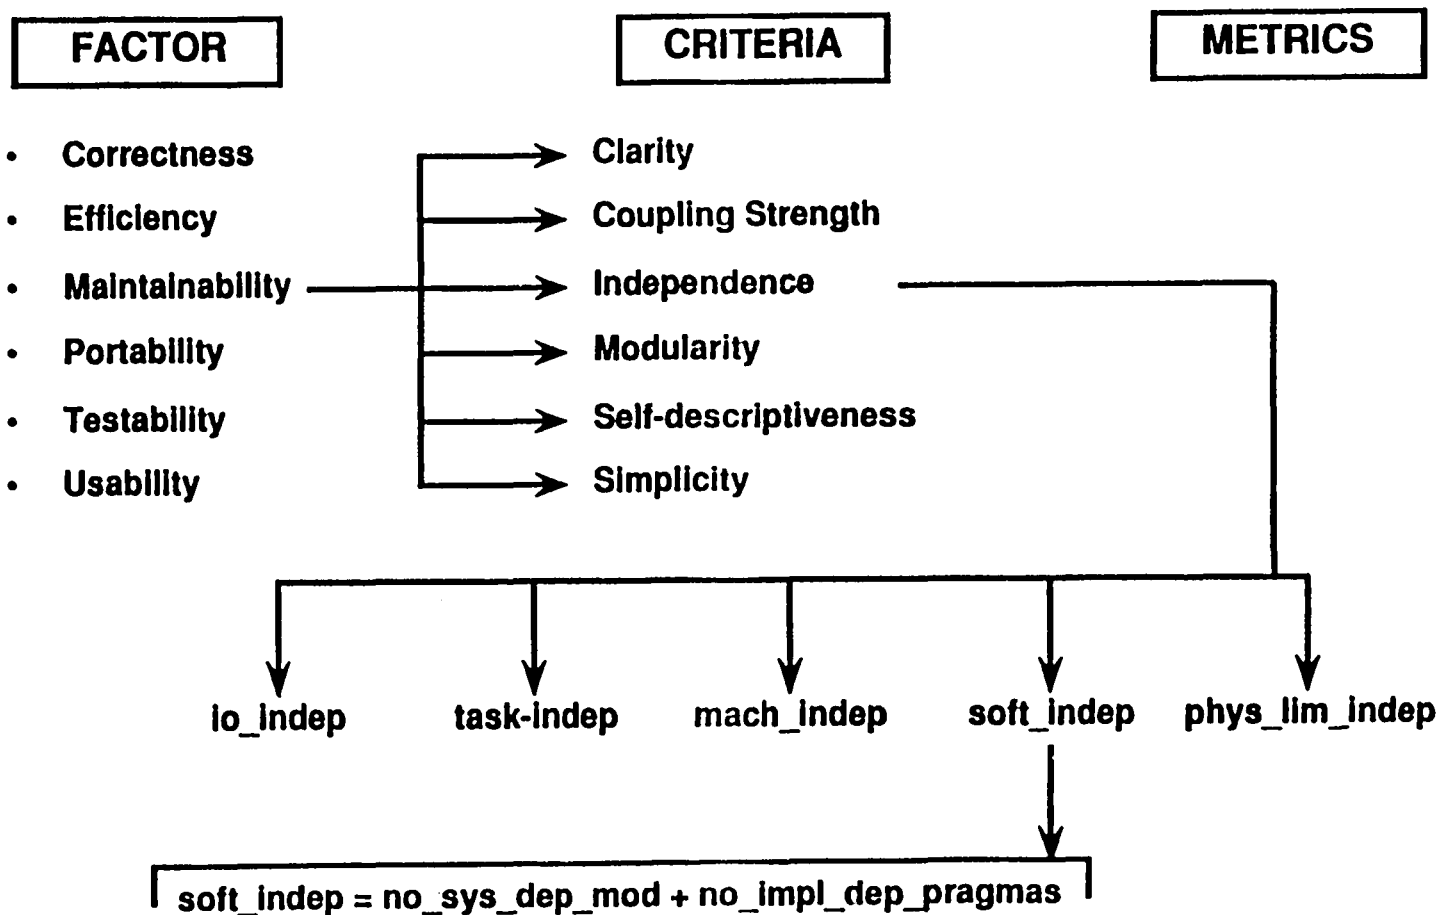 FACTOR CRITERIA METRICS
• Correctness Clarity
• Efficiency Coupling Strength
• Maintainability Independence
• Portability Modularity
• Testability Self-descriptiveness
• Usability Simplicity
io_indep task-indep mach_indep soft_indep phys_lim_indep
soft_indep = no_sys_dep_mod + no_impl_dep_pragmas